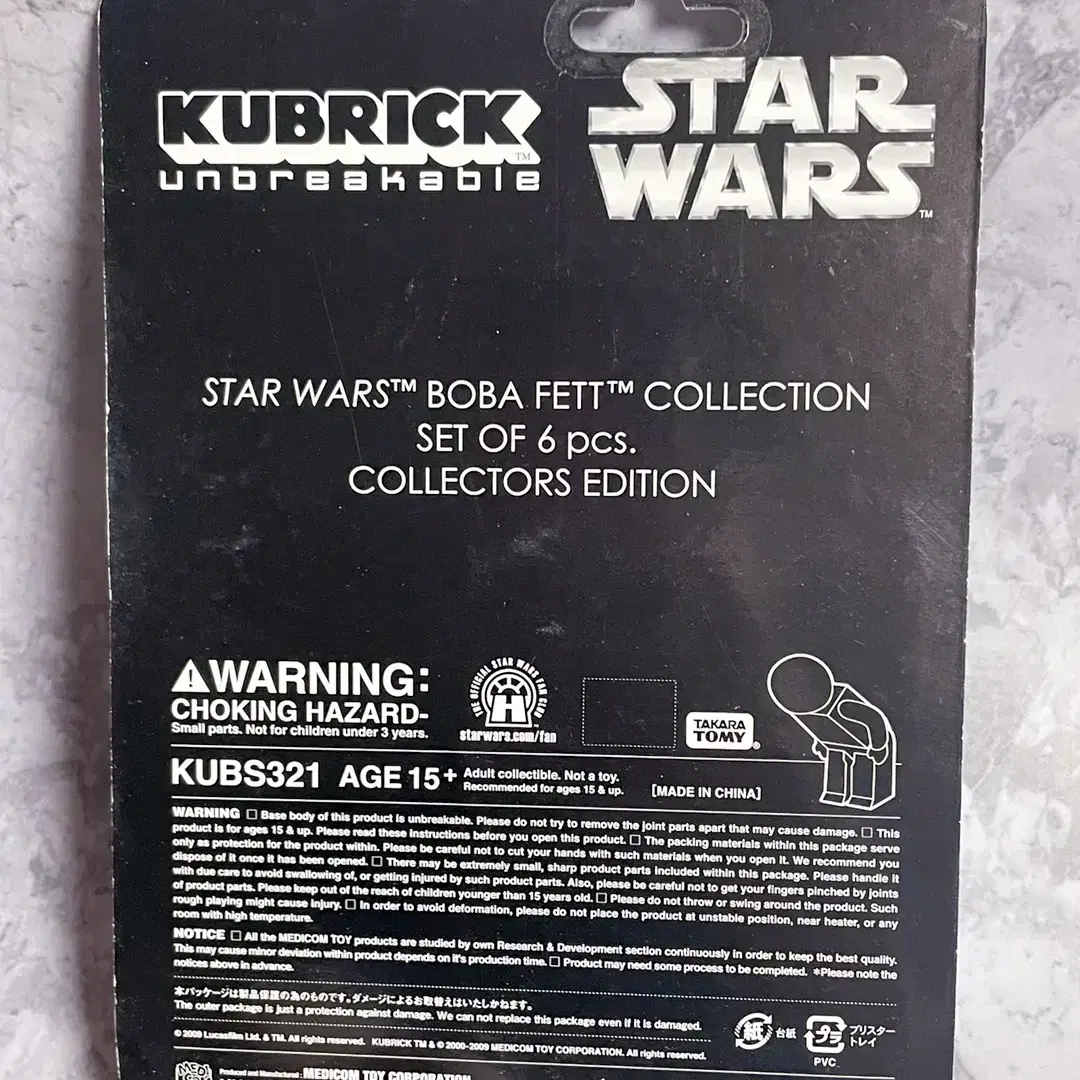 KUBRICK™
unbreakable
STAR
WARS™
STAR WARS™ BOBA FETT™ COLLECTION
SET OF 6 pcs.
COLLECTORS EDITION
WARNING:
CHOKING HAZARD-
Small parts. Not for children under 3 years.
THE OFFICIAL STAR WARS FAN CLUB
starwars.com/fan
TAKARA
TOMY®
KUBS321 AGE 15+ Adult collectible. Not a toy.
Recommended for ages 15 & up.
[MADE IN CHINA]
WARNING □ Base body of this product is unbreakable. Please do not try to remove the joint parts apart that may cause damage. □ This
product is for ages 15 & up. Please read these instructions before you open this product. □ The packing materials within this package serve
only as protection for the product within. Please be careful not to cut your hands with such materials when you open it. We recommend you
dispose of it once it has been opened. □ There may be extremely small, sharp product parts included within this package. Please handle it
with due care to avoid swallowing of, or getting injured by such product parts. Also, please be careful not to get your fingers pinched by joints
of product parts. Please keep out of the reach of children younger than 15 years old. □ Please do not throw or swing around the product. Such
rough playing might cause injury. □ In order to avoid deformation, please do not place the product at unstable position, near heater, or any
room with high temperature.
NOTICE □ All the MEDICOM TOY products are studied by own Research & Development section continuously in order to keep the best quality.
This may cause minor deviation within product depends on it's production time. □ Product may need some process to be completed. *Please note the
notices above in advance.
本パッケージは製品保護の為のものです。ダメージによるお取替えはいたしかねます。
The outer package is just a protection against damage. We can not replace this package even if it is damaged.
© 2009 Lucasfilm Ltd. & TM. All rights reserved. KUBRICK TM & © 2000-2009 MEDICOM TOY CORPORATION. All rights reserved.
紙 台紙
プラ ブリスター
トレイ
PVC
MEDI
Produced and Manufactured: MEDICOM TOY CORPORATION